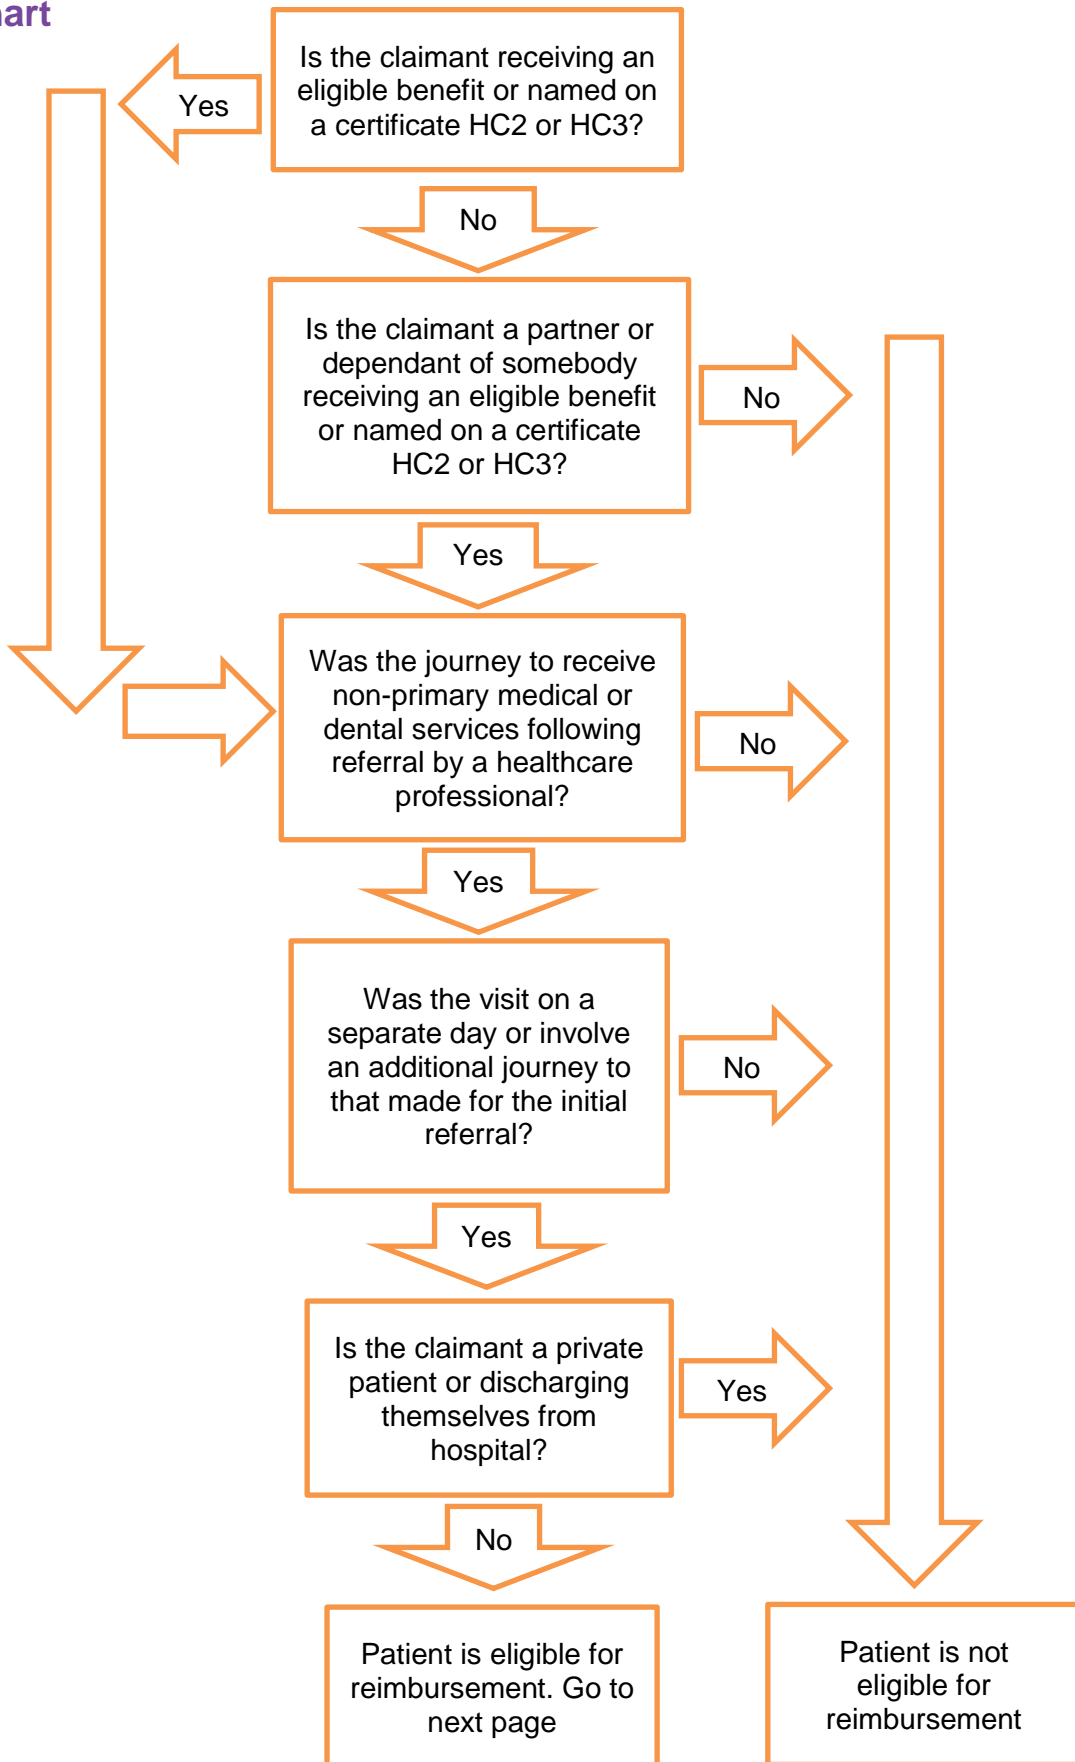 Is the claimant receiving an
eligible benefit or named on
a certificate HC2 or HC3?
Yes
No
Is the claimant a partner or
dependant of somebody
receiving an eligible benefit
or named on a certificate
HC2 or HC3?
No
Yes
Was the journey to receive
non-primary medical or
dental services following
referral by a healthcare
professional?
No
Yes
Was the visit on a
separate day or involve
an additional journey to
that made for the initial
referral?
No
Yes
Is the claimant a private
patient or discharging
themselves from
hospital?
Yes
No
Patient is eligible for
reimbursement. Go to
next page
Patient is not
eligible for
reimbursement